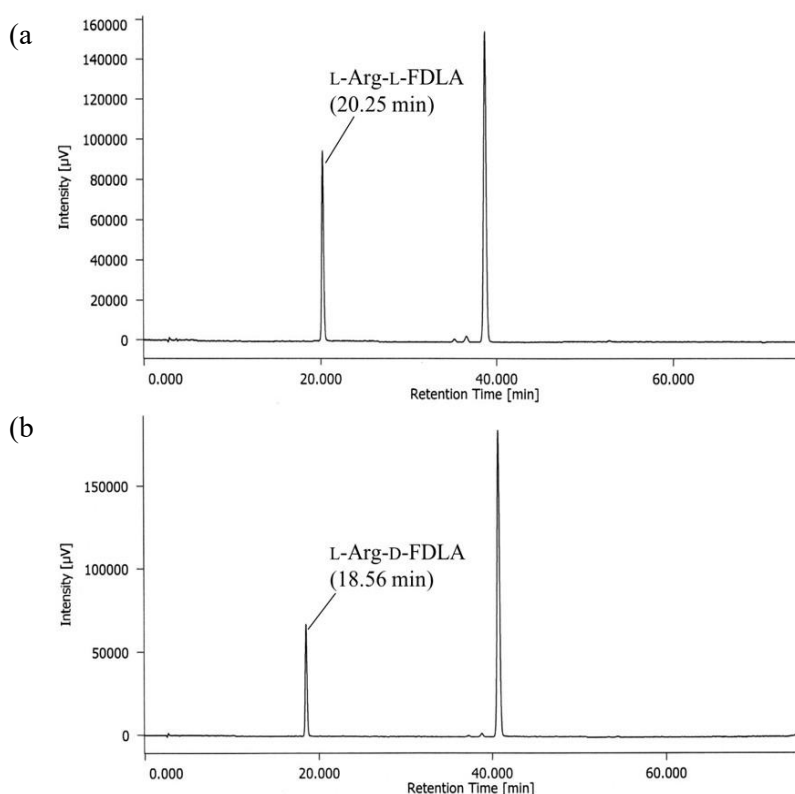 (a
160000
140000
120000
100000
80000
60000
40000
20000
0
Intensity [µV]
L-Arg-L-FDLA
(20.25 min)
0.000 20.000 40.000 60.000
Retention Time [min]
(b
150000
100000
50000
0
Intensity [µV]
L-Arg-D-FDLA
(18.56 min)
0.000 20.000 40.000 60.000
Retention Time [min]